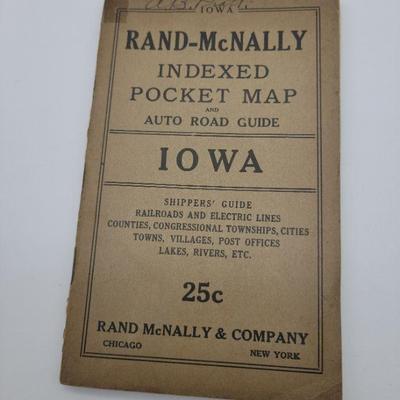 IOWA
RAND-McNALLY
INDEXED
POCKET MAP
AND
AUTO ROAD GUIDE
IOWA
SHIPPERS' GUIDE
RAILROADS AND ELECTRIC LINES
COUNTIES, CONGRESSIONAL TOWNSHIPS, CITIES
TOWNS, VILLAGES, POST OFFICES
LAKES, RIVERS, ETC.
25c
RAND McNALLY & COMPANY
CHICAGO NEW YORK